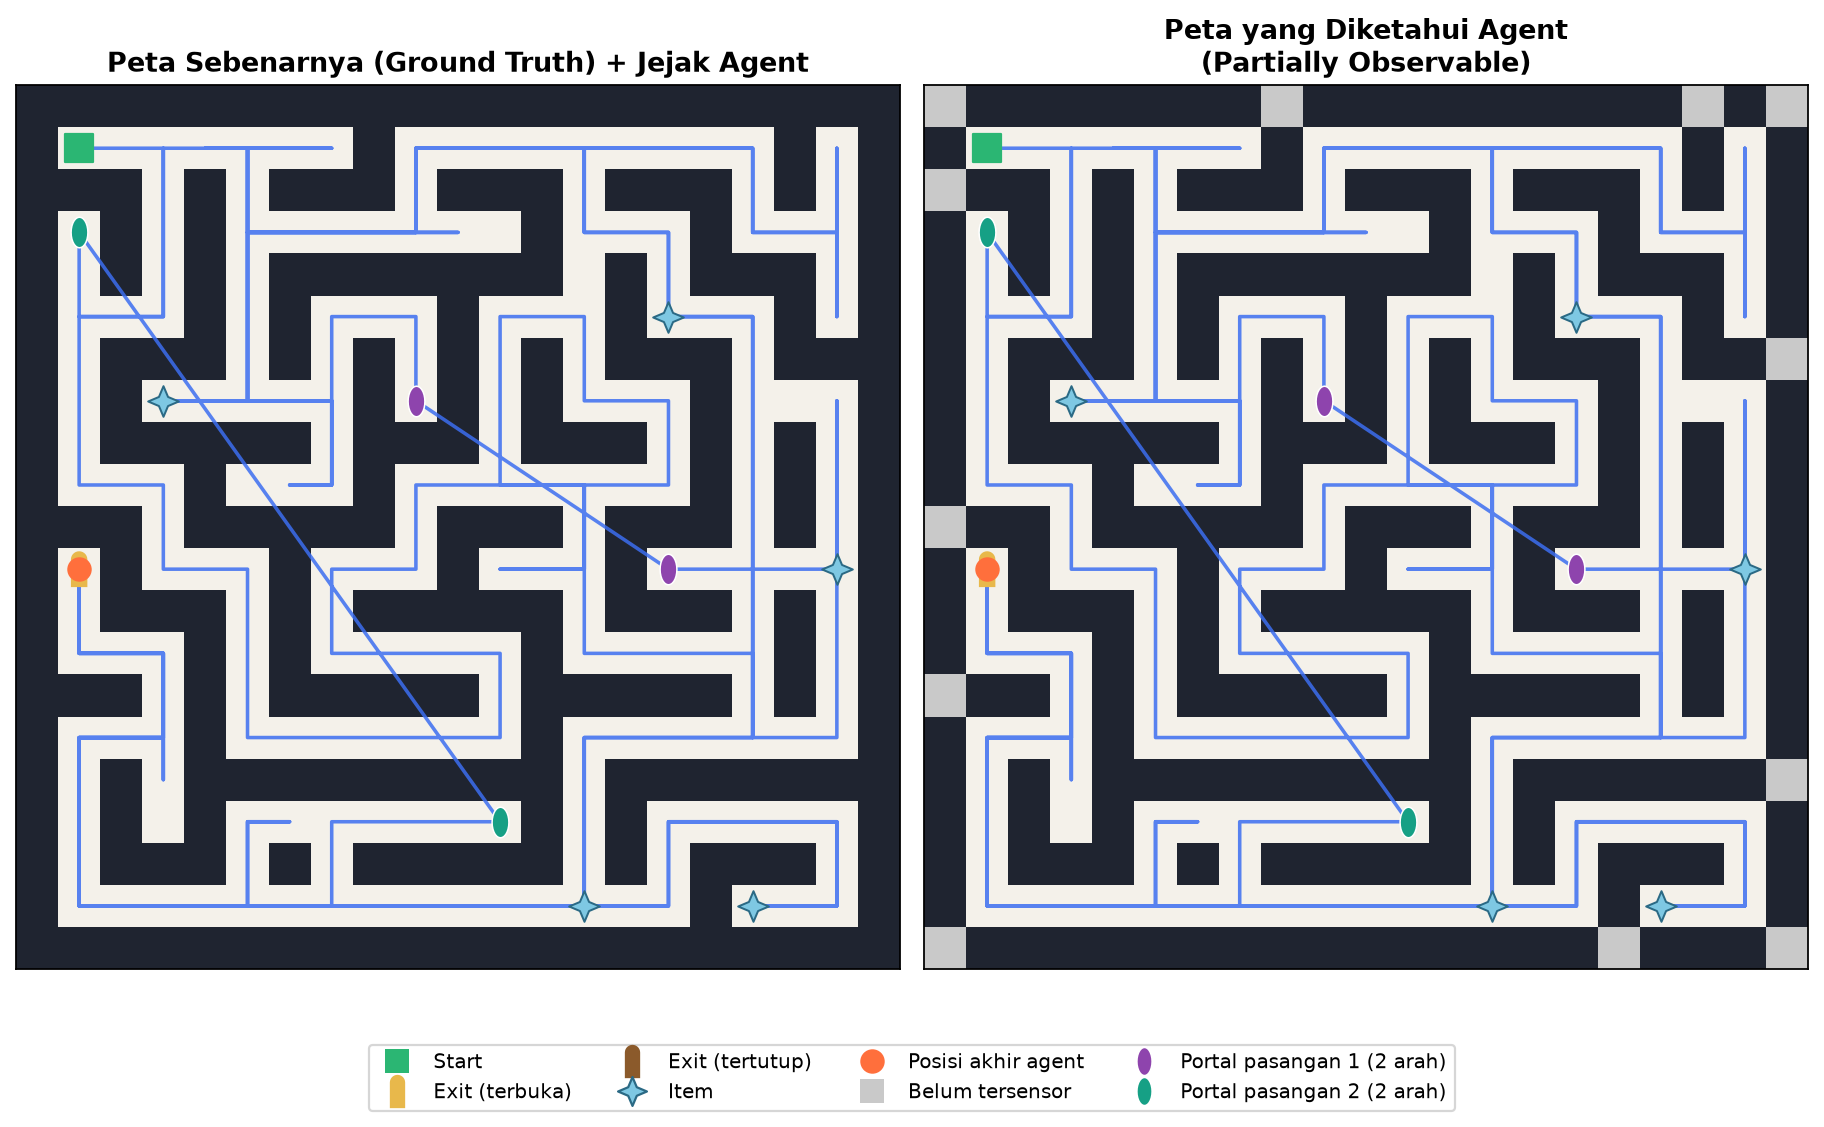 Peta Sebenarnya (Ground Truth) + Jejak Agent
Peta yang Diketahui Agent
(Partially Observable)
Start
Exit (terbuka)
Exit (tertutup)
Item
Posisi akhir agent
Belum tersensor
Portal pasangan 1 (2 arah)
Portal pasangan 2 (2 arah)